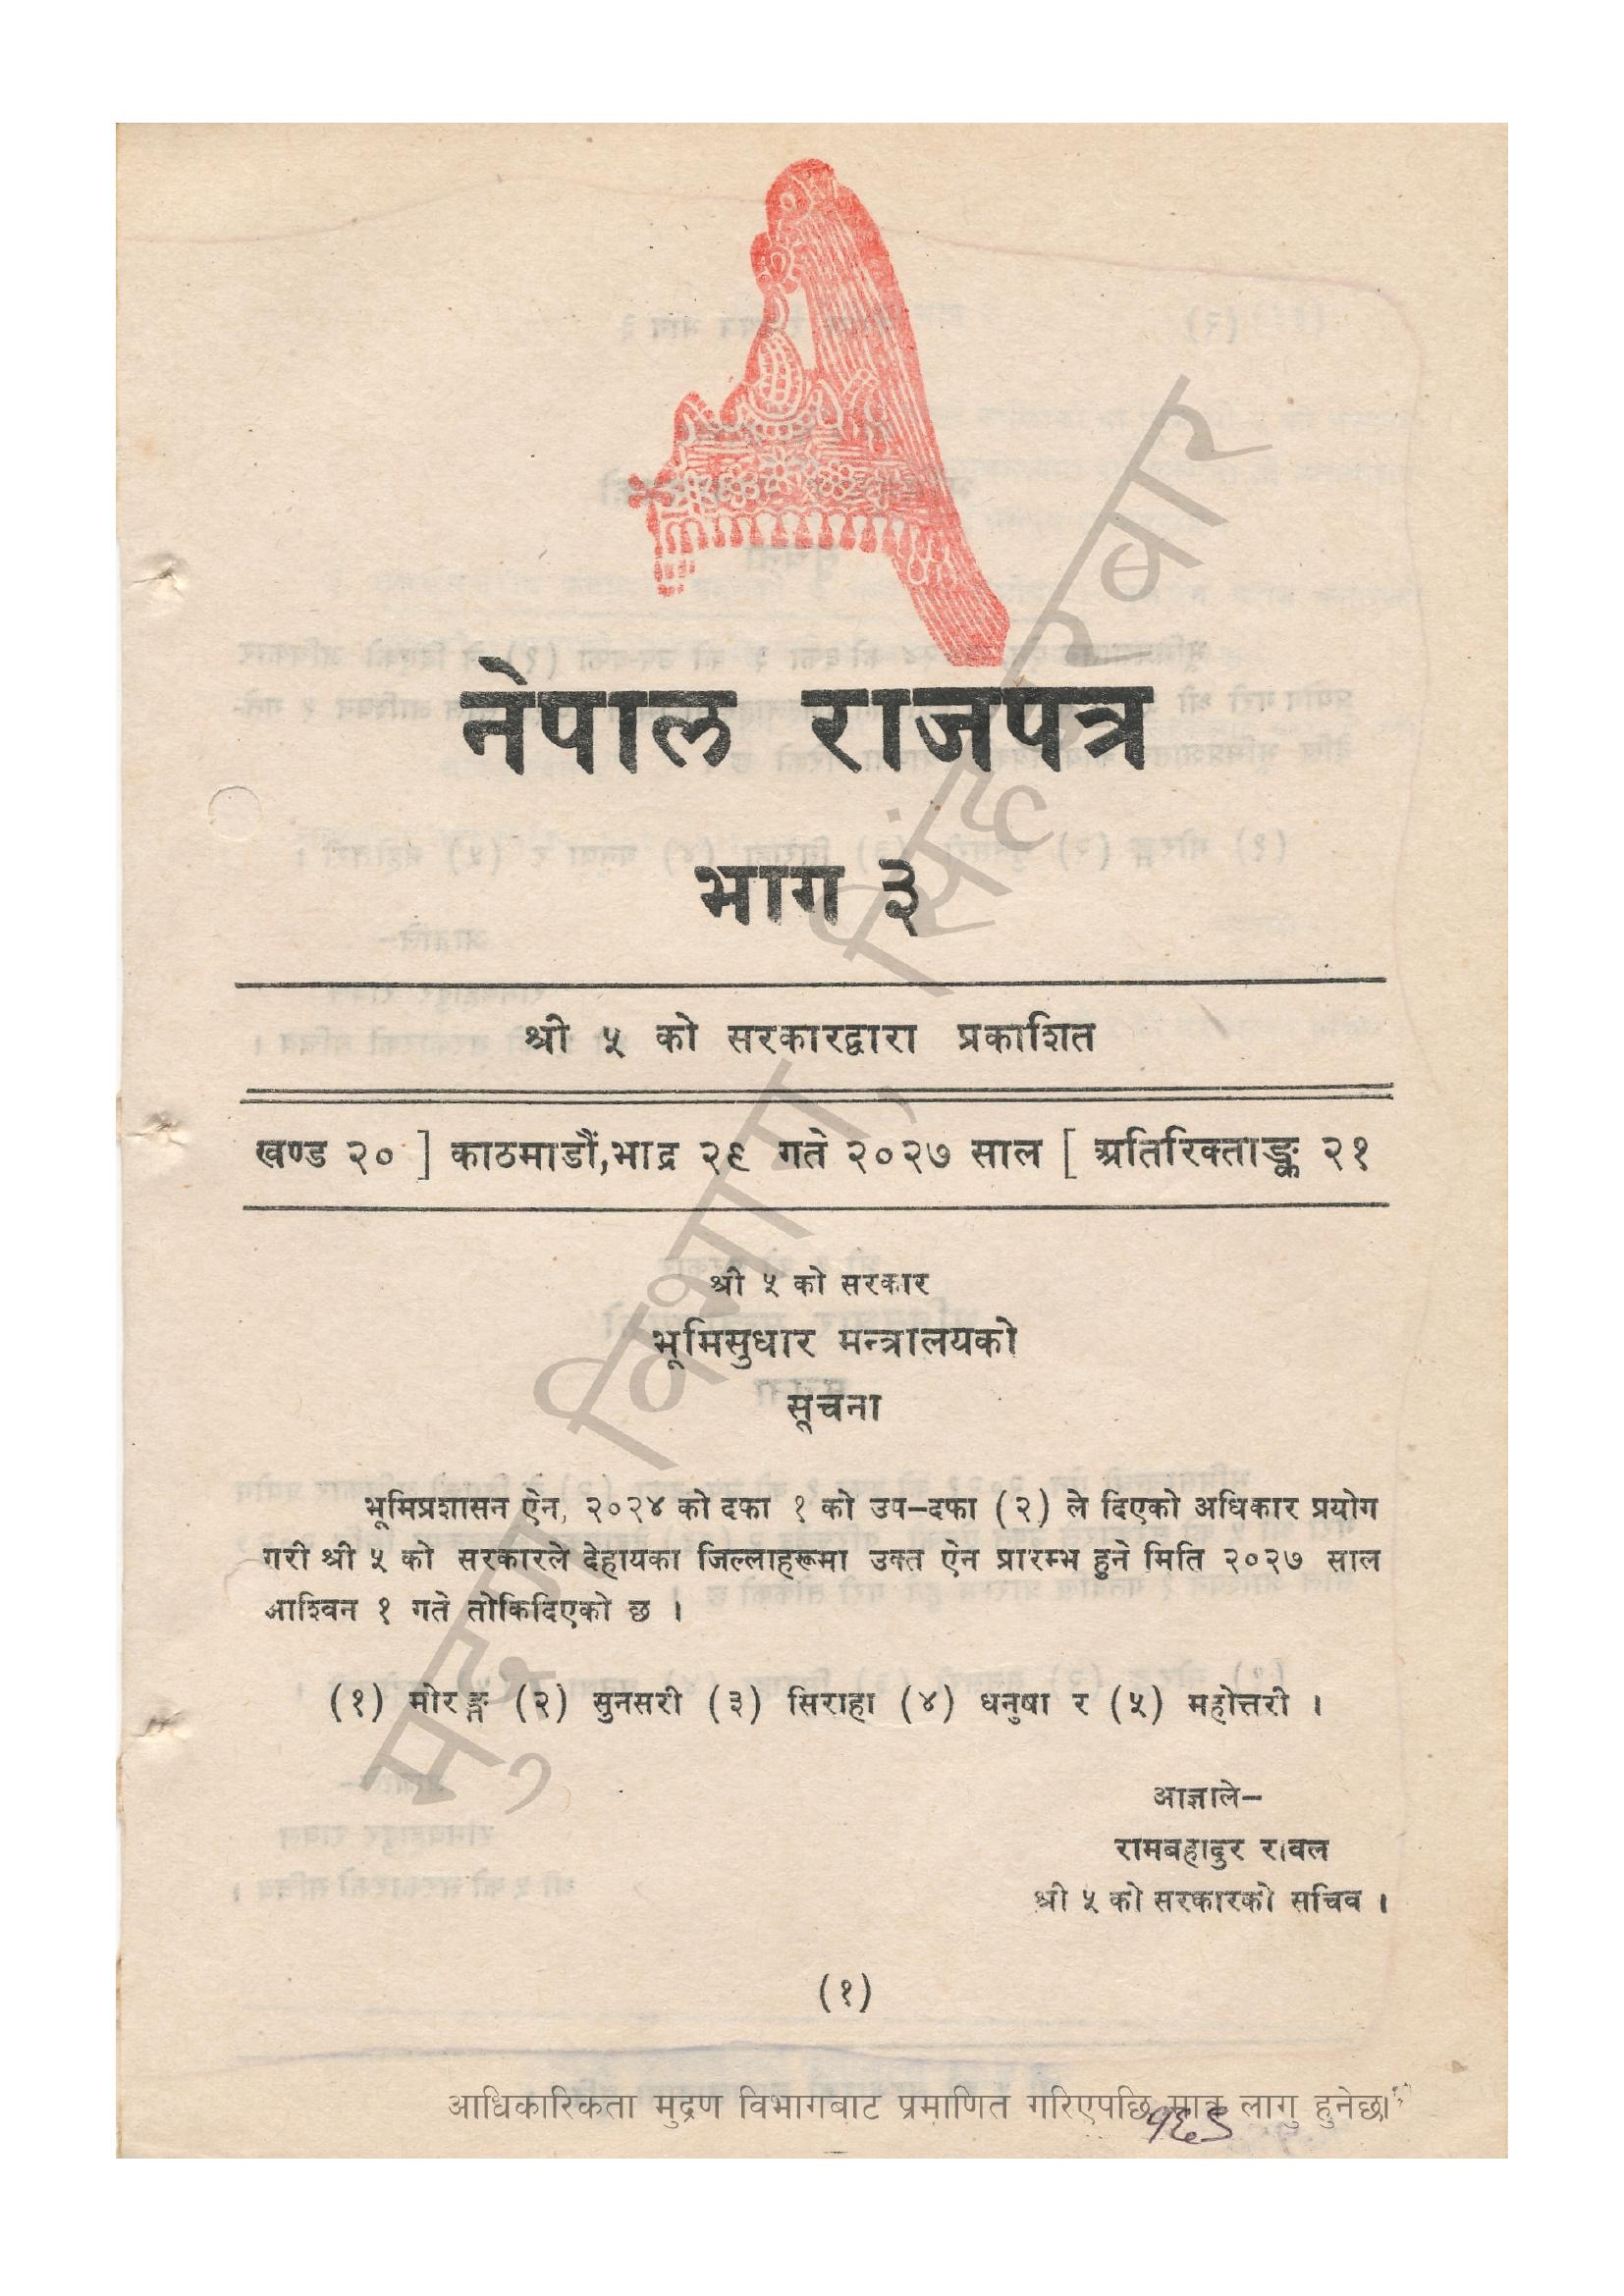 नेपाल राजपत्र
भाग ३
श्री ५ को सरकारद्वारा प्रकाशित
खण्ड २० ] काठमाडौं,भाद्र २९ गते २०२७ साल [ अतिरिक्ताङ्क २१
श्री ५ को सरकार
भूमिसुधार मन्त्रालयको
सूचना
भूमिप्रशासन ऐन, २०२४ को दफा १ को उप-दफा (२) ले दिएको अधिकार प्रयोग
गरी श्री ५ को सरकारले देहायका जिल्लाहरूमा उक्त ऐन प्रारम्भ हुने मिति २०२७ साल
आश्विन १ गते तोकिदिएको छ ।
(१) मोरङ्ग (२) सुनसरी (३) सिराहा (४) धनुषा र (५) महोत्तरी ।
आज्ञाले-
रामबहादुर रावल
श्री ५ को सरकारको सचिव ।
(१)
आधिकारिकता मुद्रण विभागबाट प्रमाणित गरिएपछि मात्र लागु हुनेछ।
मुद्रण विभाग, सिंहदरबार